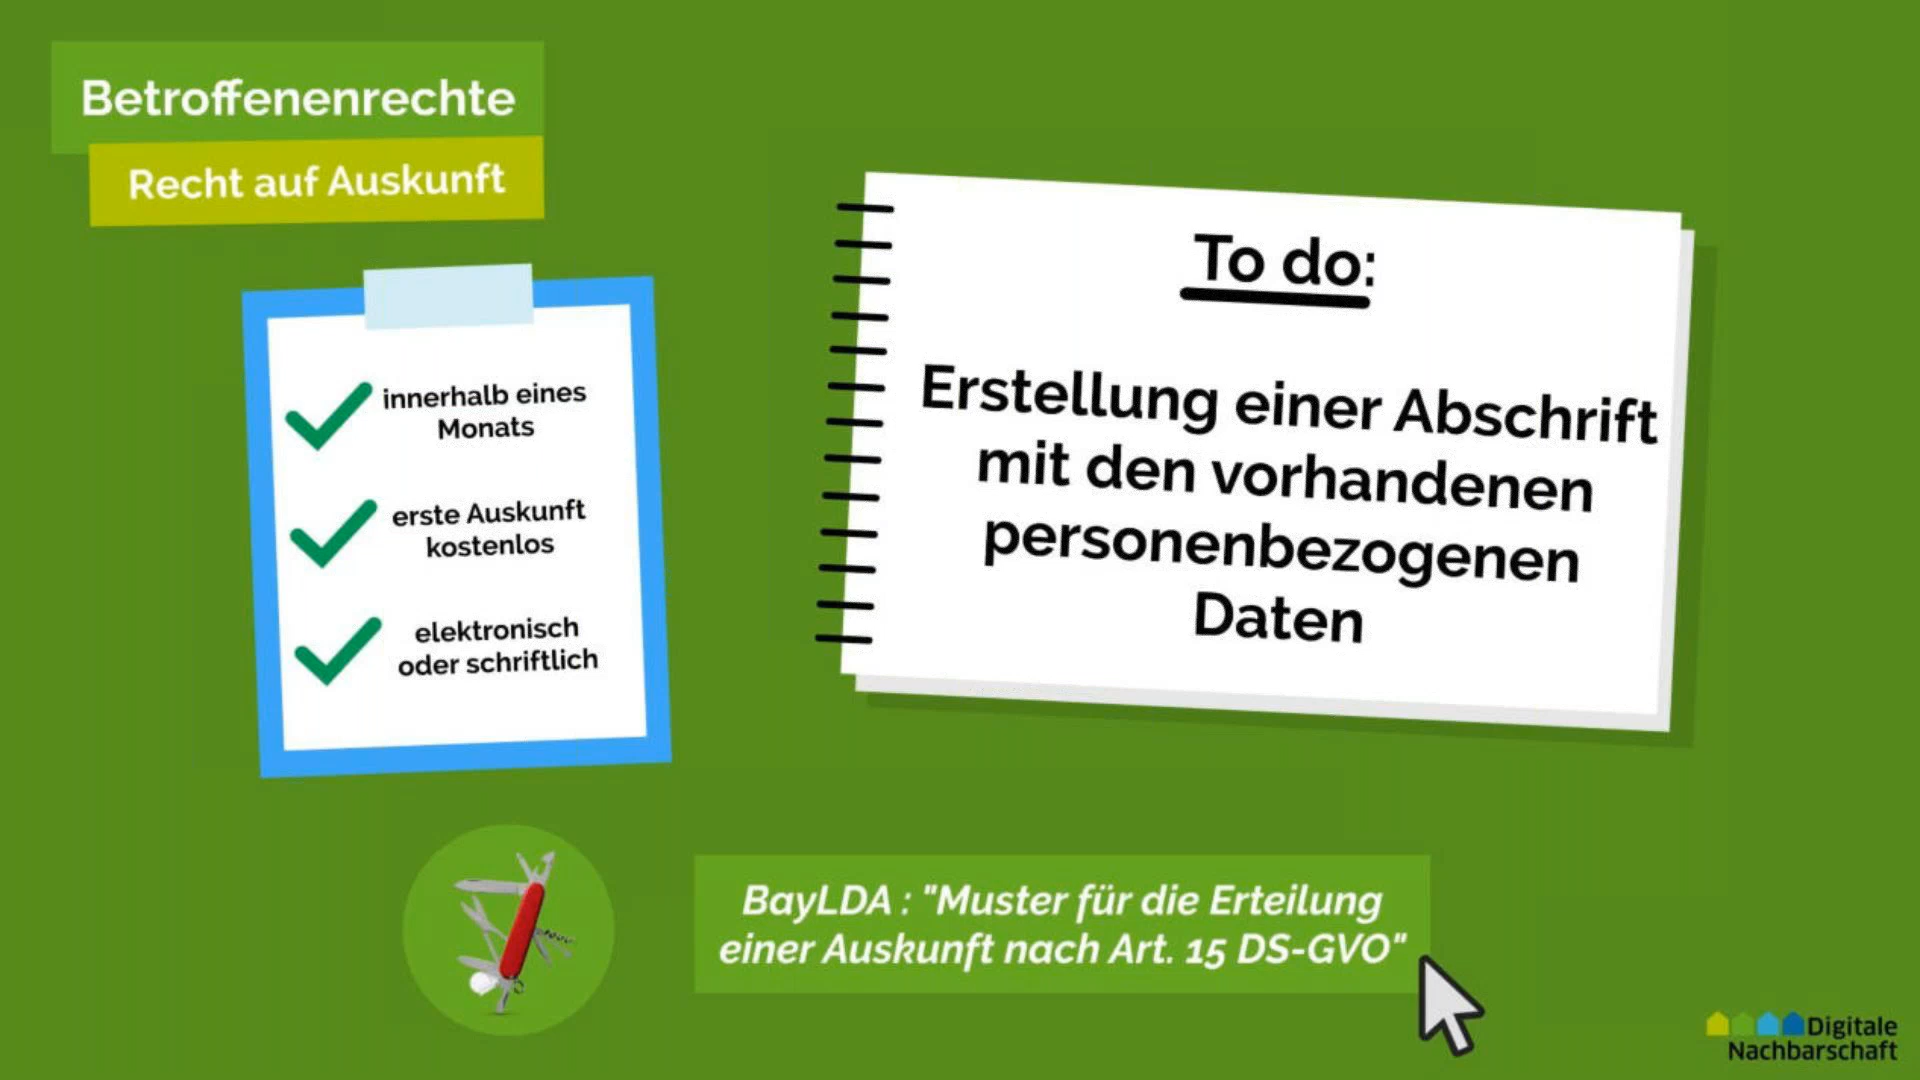 Betroffenenrechte
Recht auf Auskunft
innerhalb eines
Monats
erste Auskunft
kostenlos
elektronisch
oder schriftlich
To do:
Erstellung einer Abschrift
mit den vorhandenen
personenbezogenen
Daten
BayLDA : "Muster für die Erteilung
einer Auskunft nach Art. 15 DS-GVO"
Digitale
Nachbarschaft